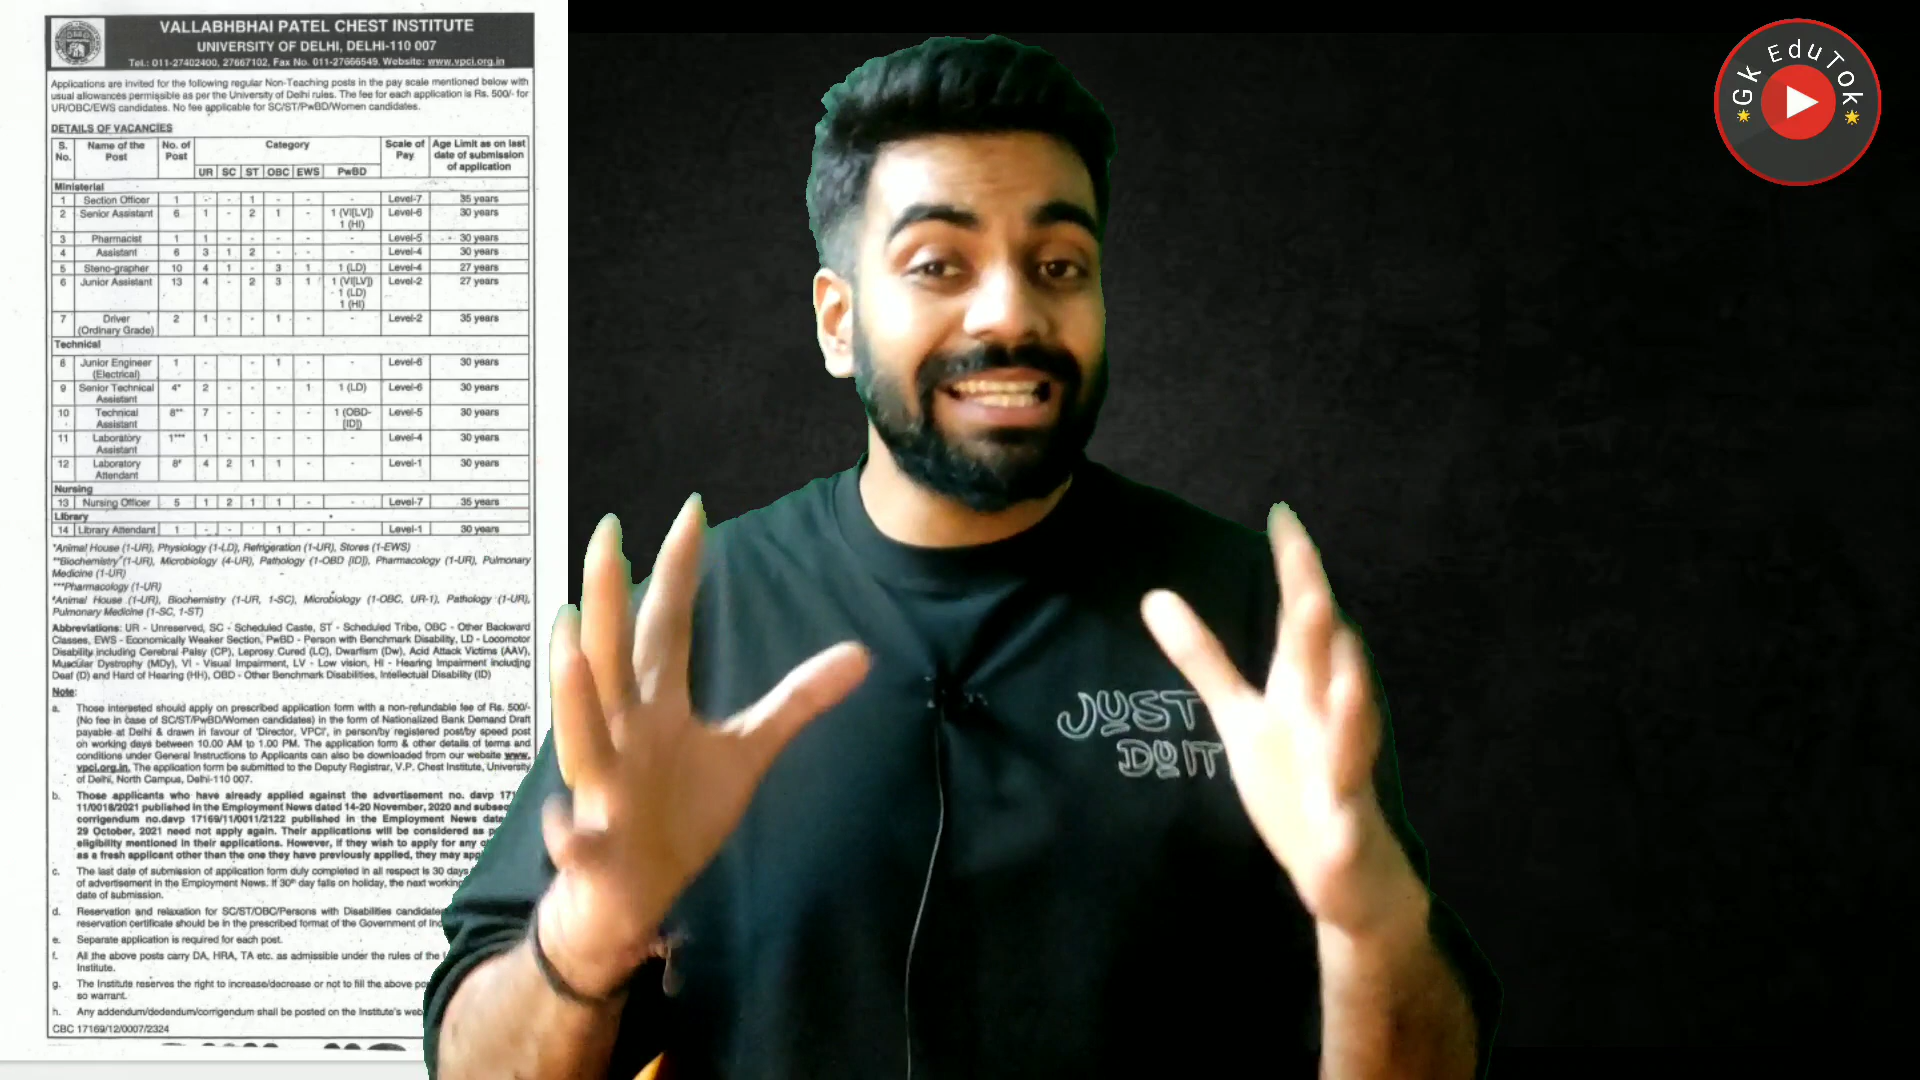 VALLABHBHAI PATEL CHEST INSTITUTE
UNIVERSITY OF DELHI, DELHI-110 007
Tel.: 011-27402400, 27667102, Fax No. 011-27666549, Website: www.vpci.org.in
Applications are invited for the following regular Non-Teaching posts in the pay scale mentioned below with
usual allowances permissible as per the University of Delhi rules. The fee for each application is Rs. 500/- for
UR/OBC/EWS candidates. No fee applicable for SC/ST/PwBD/Women candidates.
DETAILS OF VACANCIES
S. No. Name of the Post No. of Post Category Scale of Pay Age Limit as on last date of submission of application
UR SC ST OBC EWS PwBD
Ministerial
1 Section Officer 1 - - 1 - - - Level-7 35 years
2 Senior Assistant 6 1 - 2 1 - 1 (VI[LV]) 1 (HI) Level-6 30 years
3 Pharmacist 1 1 - - - - - Level-5 30 years
4 Assistant 6 3 1 2 - - - Level-4 30 years
5 Steno-grapher 10 4 1 - 3 1 1 (LD) Level-4 27 years
6 Junior Assistant 13 4 - 2 3 1 1 (VI[LV]) 1 (LD) 1 (HI) Level-2 27 years
7 Driver (Ordinary Grade) 2 1 - - 1 - - Level-2 35 years
Technical
8 Junior Engineer (Electrical) 1 - - - 1 - - Level-6 30 years
9 Senior Technical Assistant 4* 2 - - - 1 1 (LD) Level-6 30 years
10 Technical Assistant 8** 7 - - - - 1 (OBD-[ID]) Level-5 30 years
11 Laboratory Assistant 1*** 1 - - - - - Level-4 30 years
12 Laboratory Attendant 8# 4 2 1 1 - - Level-1 30 years
Nursing
13 Nursing Officer 5 1 2 1 1 - - Level-7 35 years
Library
14 Library Attendant 1 - - - 1 - - Level-1 30 years
*Animal House (1-UR), Physiology (1-LD), Refrigeration (1-UR), Stores (1-EWS)
**Biochemistry (1-UR), Microbiology (4-UR), Pathology (1-OBD [ID]), Pharmacology (1-UR), Pulmonary
Medicine (1-UR)
***Pharmacology (1-UR)
#Animal House (1-UR), Biochemistry (1-UR, 1-SC), Microbiology (1-OBC, UR-1), Pathology (1-UR),
Pulmonary Medicine (1-SC, 1-ST)
Abbreviations: UR - Unreserved, SC - Scheduled Caste, ST - Scheduled Tribe, OBC - Other Backward
Classes, EWS - Economically Weaker Section, PwBD - Person with Benchmark Disability, LD - Locomotor
Disability including Cerebral Palsy (CP), Leprosy Cured (LC), Dwarfism (Dw), Acid Attack Victims (AAV),
Muscular Dystrophy (MDy), VI - Visual Impairment, LV - Low vision, HI - Hearing Impairment including
Deaf (D) and Hard of Hearing (HH), OBD - Other Benchmark Disabilities, Intellectual Disability (ID)
Note:
a. Those interested should apply on prescribed application form with a non-refundable fee of Rs. 500/-
(No fee in case of SC/ST/PwBD/Women candidates) in the form of Nationalized Bank Demand Draft
payable at Delhi & drawn in favour of 'Director, VPCI', in person/by registered post/by speed post
on working days between 10.00 AM to 1.00 PM. The application form & other details of terms and
conditions under General Instructions to Applicants can also be downloaded from our website www.
vpci.org.in. The application form be submitted to the Deputy Registrar, V.P. Chest Institute, University
of Delhi, North Campus, Delhi-110 007.
b. Those applicants who have already applied against the advertisement no. davp 171
11/0018/2021 published in the Employment News dated 14-20 November, 2020 and
corrigendum no.davp 17169/11/0011/2122 published in the Employment News
29 October, 2021 need not apply again. Their applications will be considered as
eligibility mentioned in their applications. However, if they wish to apply for any
as a fresh applicant other than the one they have previously applied, they may
c. The last date of submission of application form duly completed in all respect is 30 days
of advertisement in the Employment News. If 30th day falls on holiday, the next working
date of submission.
d. Reservation and relaxation for SC/ST/OBC/Persons with Disabilities
reservation certificate should be in the prescribed format of the Government of
e. Separate application is required for each post.
f. All the above posts carry DA, HRA, TA etc. as admissible under the rules of the
Institute.
g. The Institute reserves the right to increase/decrease or not to fill the above
so warrant.
h. Any addendum/dedendum/corrigendum shall be posted on the Institute's
CBC 17169/12/0007/2324
JUST
DO IT
Gk EduTok